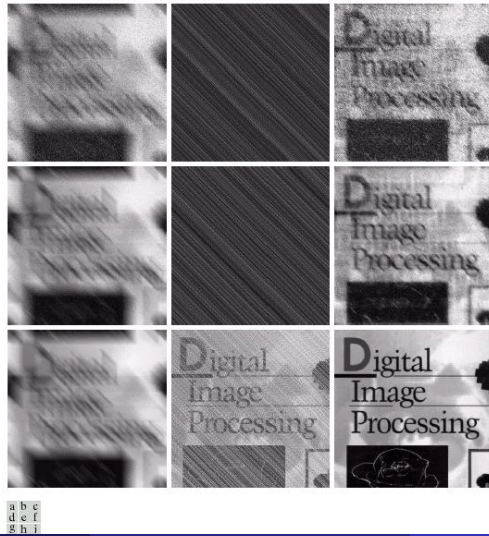 Digital
Image
Processing
Digital
Image
Processing
Digital
Image
Processing
Digital
Image
Processing
a b c
d e f
g h i